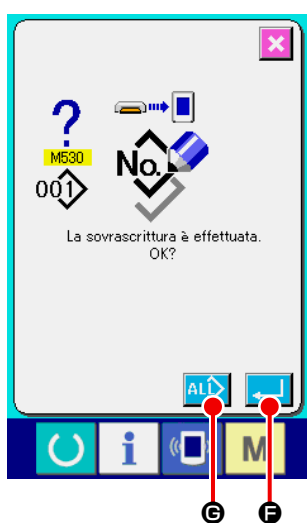 M530
No.
001
La sovrascrittura è effettuata.
OK?
ALL
i
M
G
F